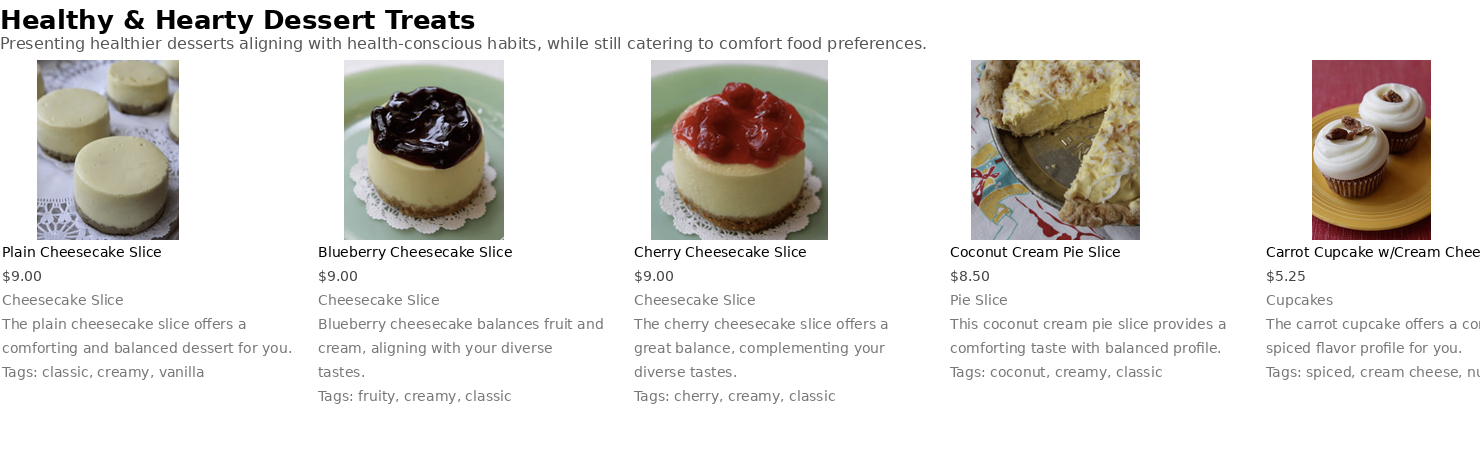 Healthy & Hearty Dessert Treats
Presenting healthier desserts aligning with health-conscious habits, while still catering to comfort food preferences.
Plain Cheesecake Slice
$9.00
Cheesecake Slice
The plain cheesecake slice offers a
comforting and balanced dessert for you.
Tags: classic, creamy, vanilla
Blueberry Cheesecake Slice
$9.00
Cheesecake Slice
Blueberry cheesecake balances fruit and
cream, aligning with your diverse
tastes.
Tags: fruity, creamy, classic
Cherry Cheesecake Slice
$9.00
Cheesecake Slice
The cherry cheesecake slice offers a
great balance, complementing your
diverse tastes.
Tags: cherry, creamy, classic
Coconut Cream Pie Slice
$8.50
Pie Slice
This coconut cream pie slice provides a
comforting taste with balanced profile.
Tags: coconut, creamy, classic
Carrot Cupcake w/Cream
$5.25
Cupcakes
The carrot cupcake offers a
spiced flavor profile for you.
Tags: spiced, cream cheese,